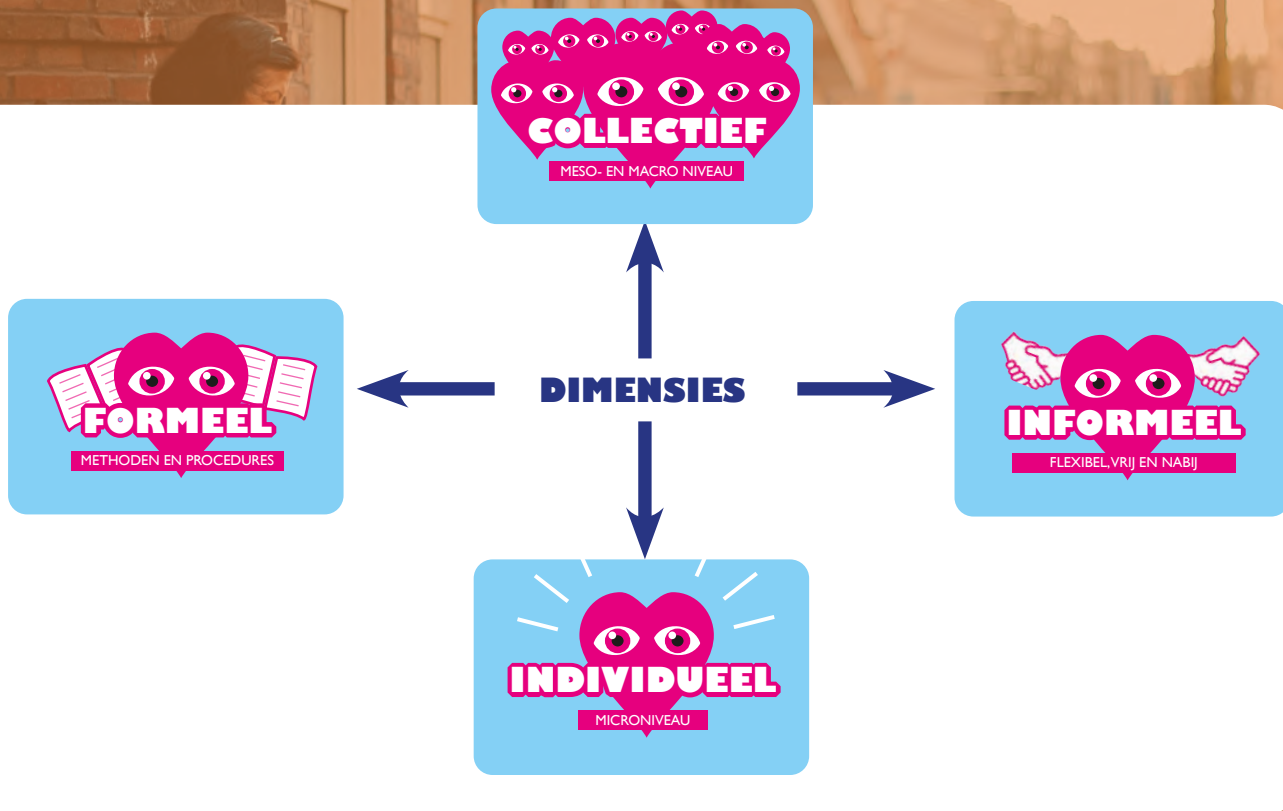 COLLECTIEF
MESO- EN MACRO NIVEAU
FORMEEL
METHODEN EN PROCEDURES
DIMENSIES
INFORMEEL
FLEXIBEL, VRIJ EN NABIJ
INDIVIDUEEL
MICRONIVEAU